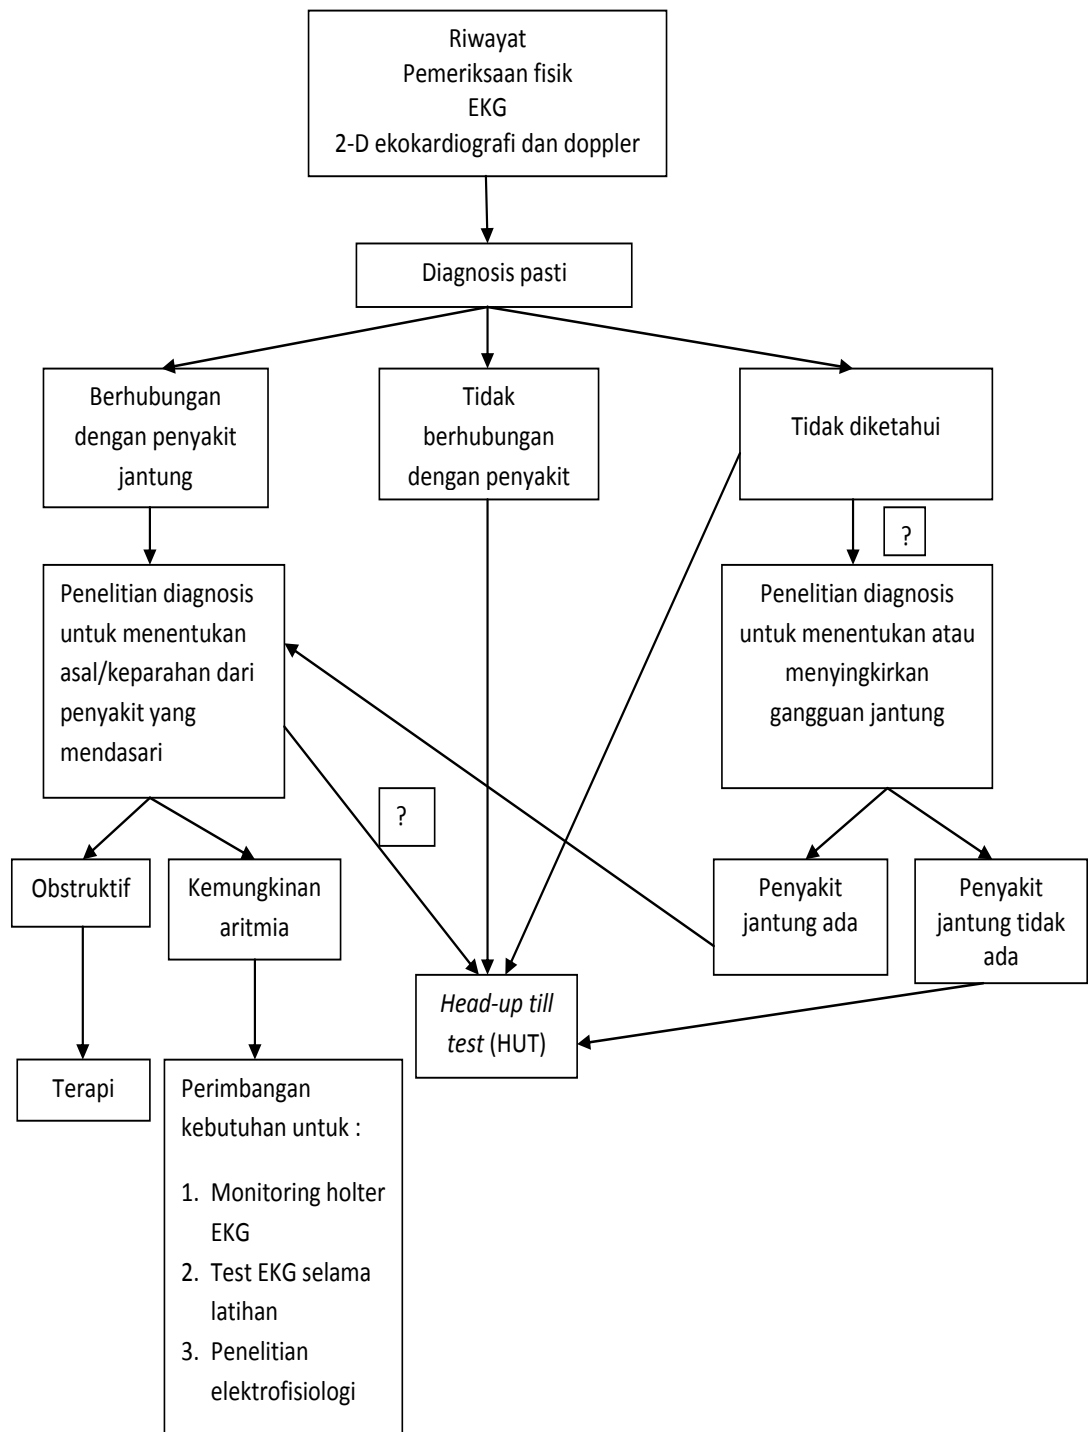 Riwayat
Pemeriksaan fisik
EKG
2-D ekokardiografi dan doppler
Diagnosis pasti
Berhubungan
dengan penyakit
jantung
Tidak
berhubungan
dengan penyakit
Tidak diketahui
?
Penelitian diagnosis
untuk menentukan
asal/keparahan dari
penyakit yang
mendasari
Penelitian diagnosis
untuk menentukan atau
menyingkirkan
gangguan jantung
?
Obstruktif
Kemungkinan
aritmia
Penyakit
jantung ada
Penyakit
jantung tidak
ada
Head-up till
test (HUT)
Terapi
Perimbangan
kebutuhan untuk :
1. Monitoring holter
EKG
2. Test EKG selama
latihan
3. Penelitian
elektrofisiologi